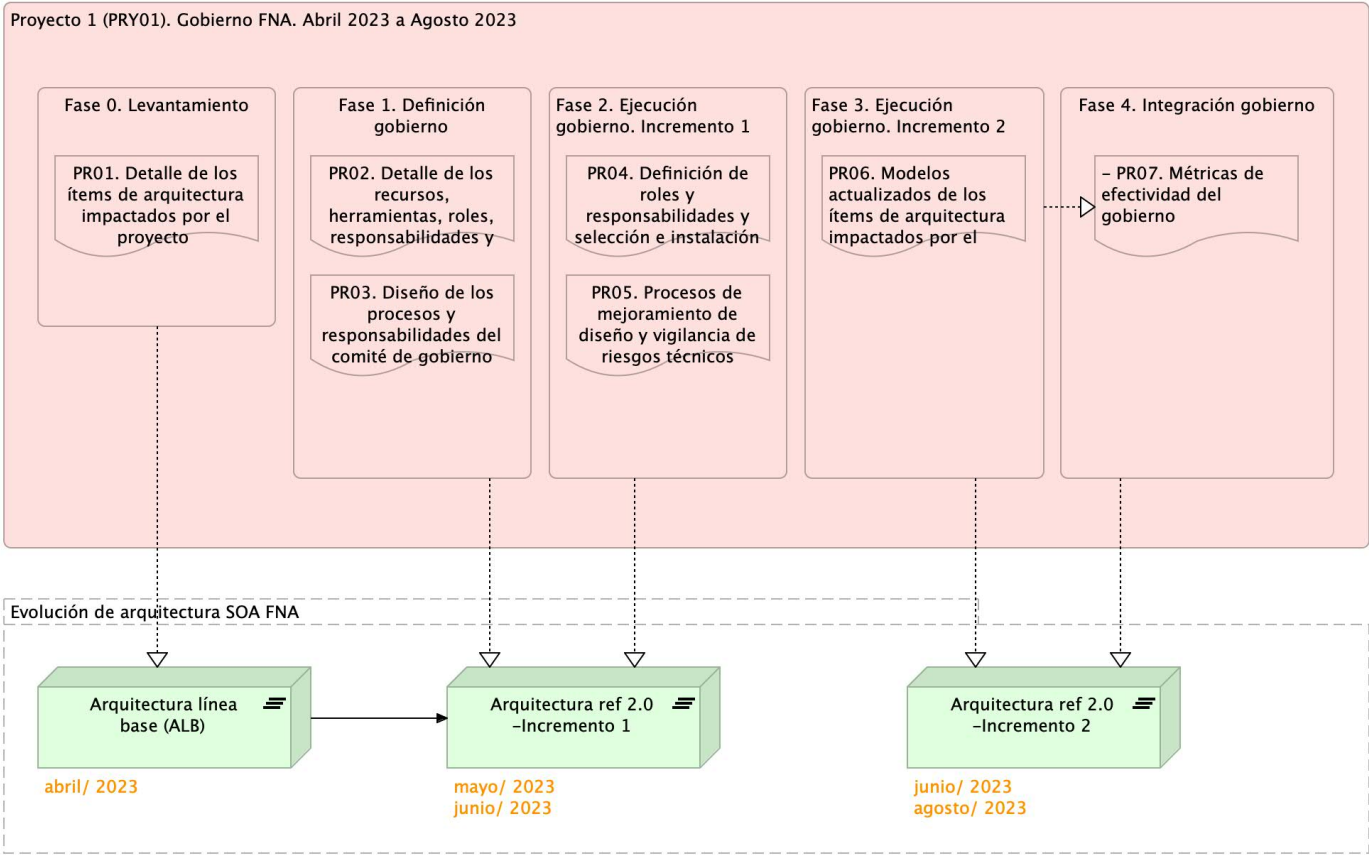 Proyecto 1 (PRY01). Gobierno FNA. Abril 2023 a Agosto 2023
Fase 0. Levantamiento
PR01. Detalle de los
ítems de arquitectura
impactados por el
proyecto
Fase 1. Definición
gobierno
PR02. Detalle de los
recursos,
herramientas, roles,
responsabilidades y
PR03. Diseño de los
procesos y
responsabilidades del
comité de gobierno
Fase 2. Ejecución
gobierno. Incremento 1
PR04. Definición de
roles y
responsabilidades y
selección e instalación
PR05. Procesos de
mejoramiento de
diseño y vigilancia de
riesgos técnicos
Fase 3. Ejecución
gobierno. Incremento 2
PR06. Modelos
actualizados de los
ítems de arquitectura
impactados por el
Fase 4. Integración gobierno
- PR07. Métricas de
efectividad del
gobierno
Evolución de arquitectura SOA FNA
Arquitectura línea
base (ALB)
abril/ 2023
Arquitectura ref 2.0
-Incremento 1
mayo/ 2023
junio/ 2023
Arquitectura ref 2.0
-Incremento 2
junio/ 2023
agosto/ 2023